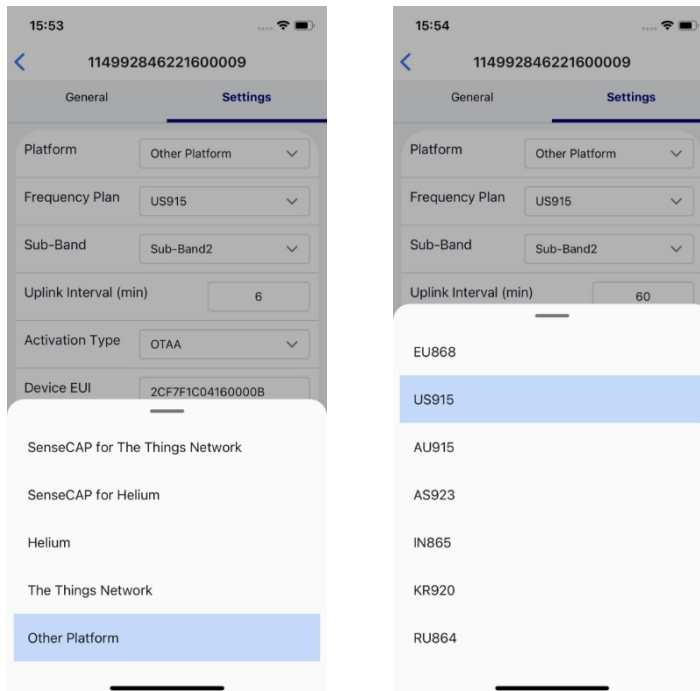 15:53
114992846221600009
General Settings
Platform Other Platform
Frequency Plan US915
Sub-Band Sub-Band2
Uplink Interval (min) 6
Activation Type OTAA
Device EUI 2CF7F1C04160000B
SenseCAP for The Things Network
SenseCAP for Helium
Helium
The Things Network
Other Platform
15:54
114992846221600009
General Settings
Platform Other Platform
Frequency Plan US915
Sub-Band Sub-Band2
Uplink Interval (min) 60
EU868
US915
AU915
AS923
IN865
KR920
RU864